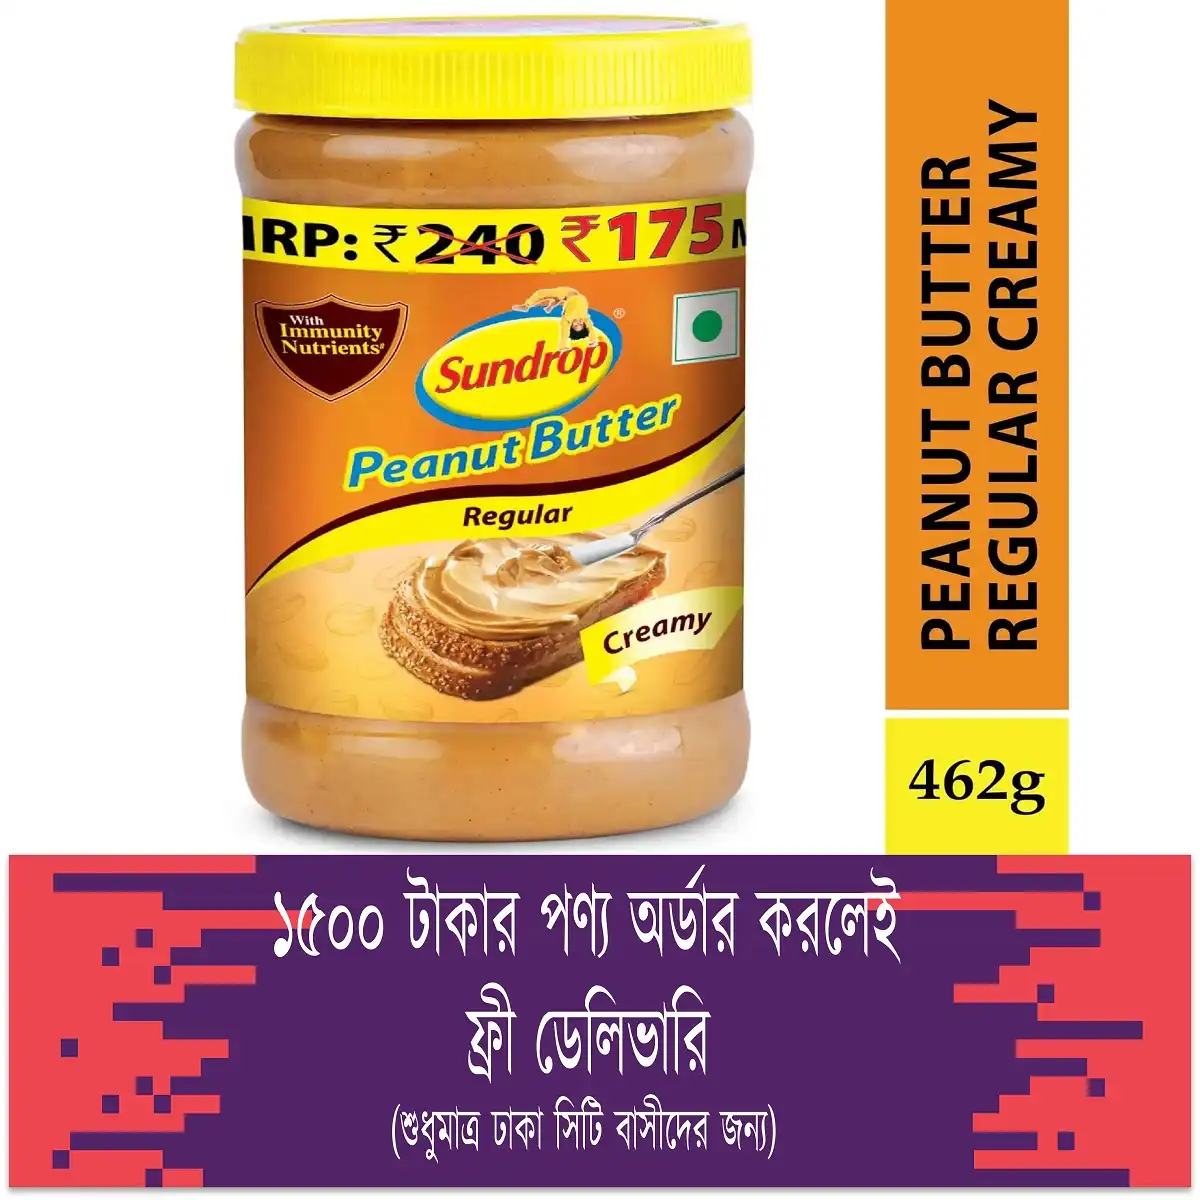 MRP: ₹240 ₹175 M
With
Immunity
Nutrients#
Sundrop®
Peanut Butter
Regular
Creamy
PEANUT BUTTER
REGULAR CREAMY
462g
১৫০০ টাকার পণ্য অর্ডার করলেই
ফ্রী ডেলিভারি
(শুধুমাত্র ঢাকা সিটি বাসীদের জন্য)